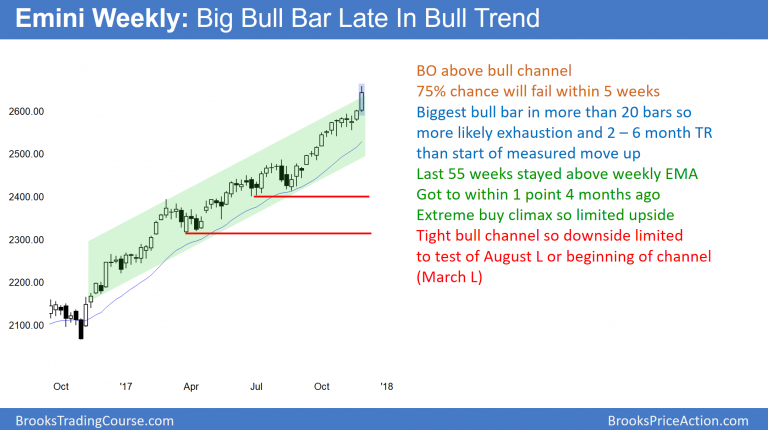 Emini Weekly: Big Bull Bar Late In Bull Trend
BO above bull channel
75% chance will fail within 5 weeks
Biggest bull bar in more than 20 bars so
more likely exhaustion and 2 – 6 month TR
than start of measured move up
Last 55 weeks stayed above weekly EMA
Got to within 1 point 4 months ago
Extreme buy climax so limited upside
Tight bull channel so downside limited
to test of August L or beginning of channel
(March L)
2600.00
2500.00
2400.00
2300.00
2200.00
2100.00
Oct '17 Apr Jul Oct '18
BrooksTradingCourse.com BrooksPriceAction.com